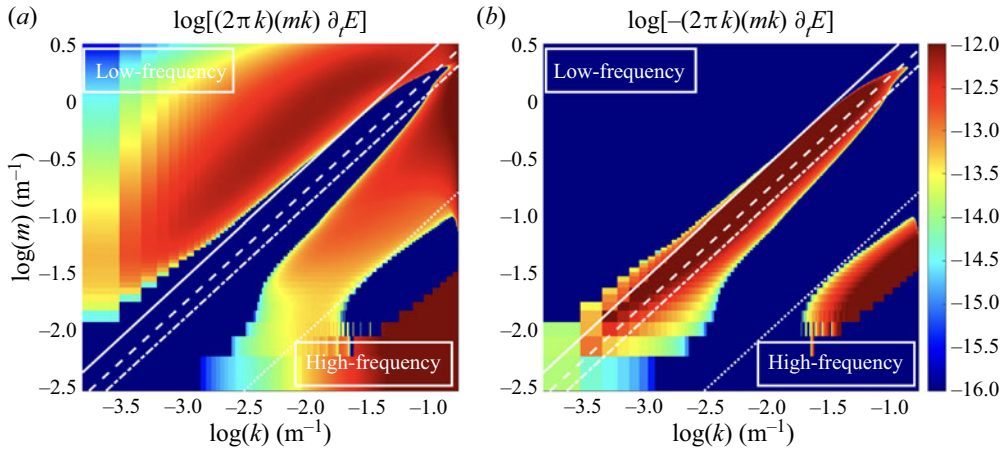 (a) log[(2πk)(mk) ∂tE]
(b) log[−(2πk)(mk) ∂tE]
0.5
0
−0.5
−1.0
−1.5
−2.0
−2.5
log(m) (m−1)
Low-frequency
High-frequency
−3.5 −3.0 −2.5 −2.0 −1.5 −1.0
log(k) (m−1)
0.5
0
−0.5
−1.0
−1.5
−2.0
−2.5
Low-frequency
High-frequency
−3.5 −3.0 −2.5 −2.0 −1.5 −1.0
log(k) (m−1)
−12.0
−12.5
−13.0
−13.5
−14.0
−14.5
−15.0
−15.5
−16.0